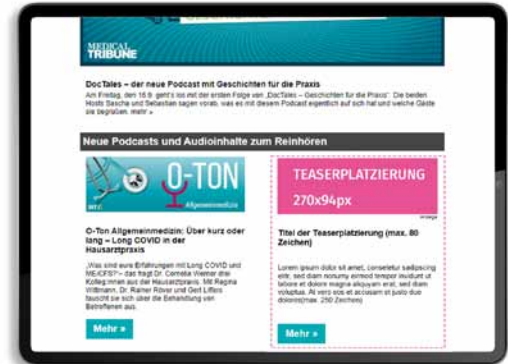 MEDICAL
TRIBUNE
DocTales – der neue Podcast mit Geschichten für die Praxis
Am Freitag, den 16.9. geht's los mit der ersten Folge von „DocTales – Geschichten für die Praxis". Die beiden
Hosts Sascha und Sebastian sagen vorab, was es mit diesem Podcast eigentlich auf sich hat und welche Gäste
sie begrüßen. mehr »
Neue Podcasts und Audioinhalte zum Reinhören
O-TON
Allgemeinmedizin
O-Ton Allgemeinmedizin: Über kurz oder
lang – Long COVID in der
Hausarztpraxis
„Was sind eure Erfahrungen mit Long COVID und
ME/CFS?"– das fragt Dr. Cornelia Werner drei
Kolleg:innen aus der Hausarztpraxis. Mit Regina
Wittmann, Dr. Rainer Röver und Gert Liffers
tauscht sie sich über die Behandlung von
Betroffenen aus.
Mehr »
TEASERPLATZIERUNG
270x94px
Anzeige
Titel der Teaserplatzierung (max. 80
Zeichen)
Lorem ipsum dolor sit amet, consetetur sadipscing
elitr, sed diam nonumy eirmod tempor invidunt ut
labore et dolore magna aliquyam erat, sed diam
voluptua. At vero eos et accusam et justo duo
dolores(max. 250 Zeichen)
Mehr »